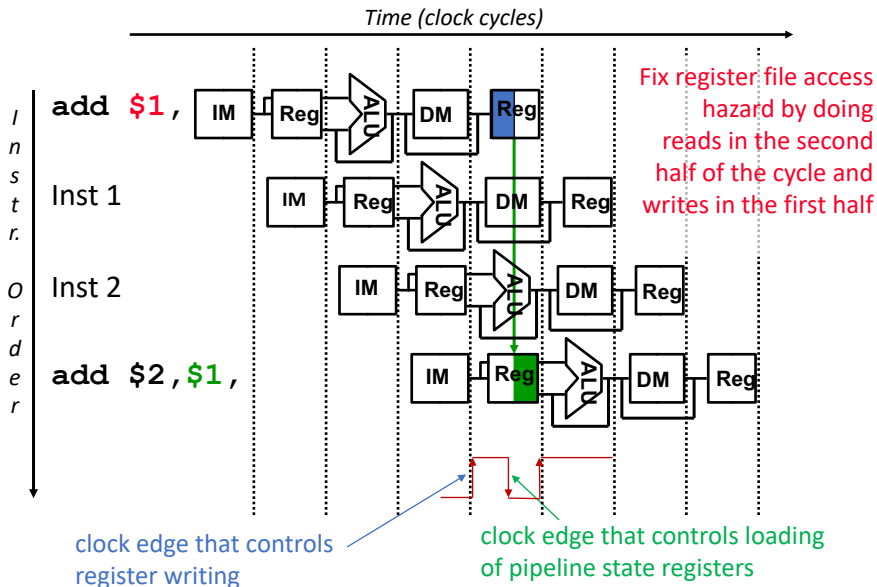 Time (clock cycles)
Instr. Order
add $1, IM Reg ALU DM Reg
Fix register file access
hazard by doing
reads in the second
half of the cycle and
writes in the first half
Inst 1 IM Reg ALU DM Reg
Inst 2 IM Reg ALU DM Reg
add $2,$1, IM Reg ALU DM Reg
clock edge that controls
register writing
clock edge that controls loading
of pipeline state registers